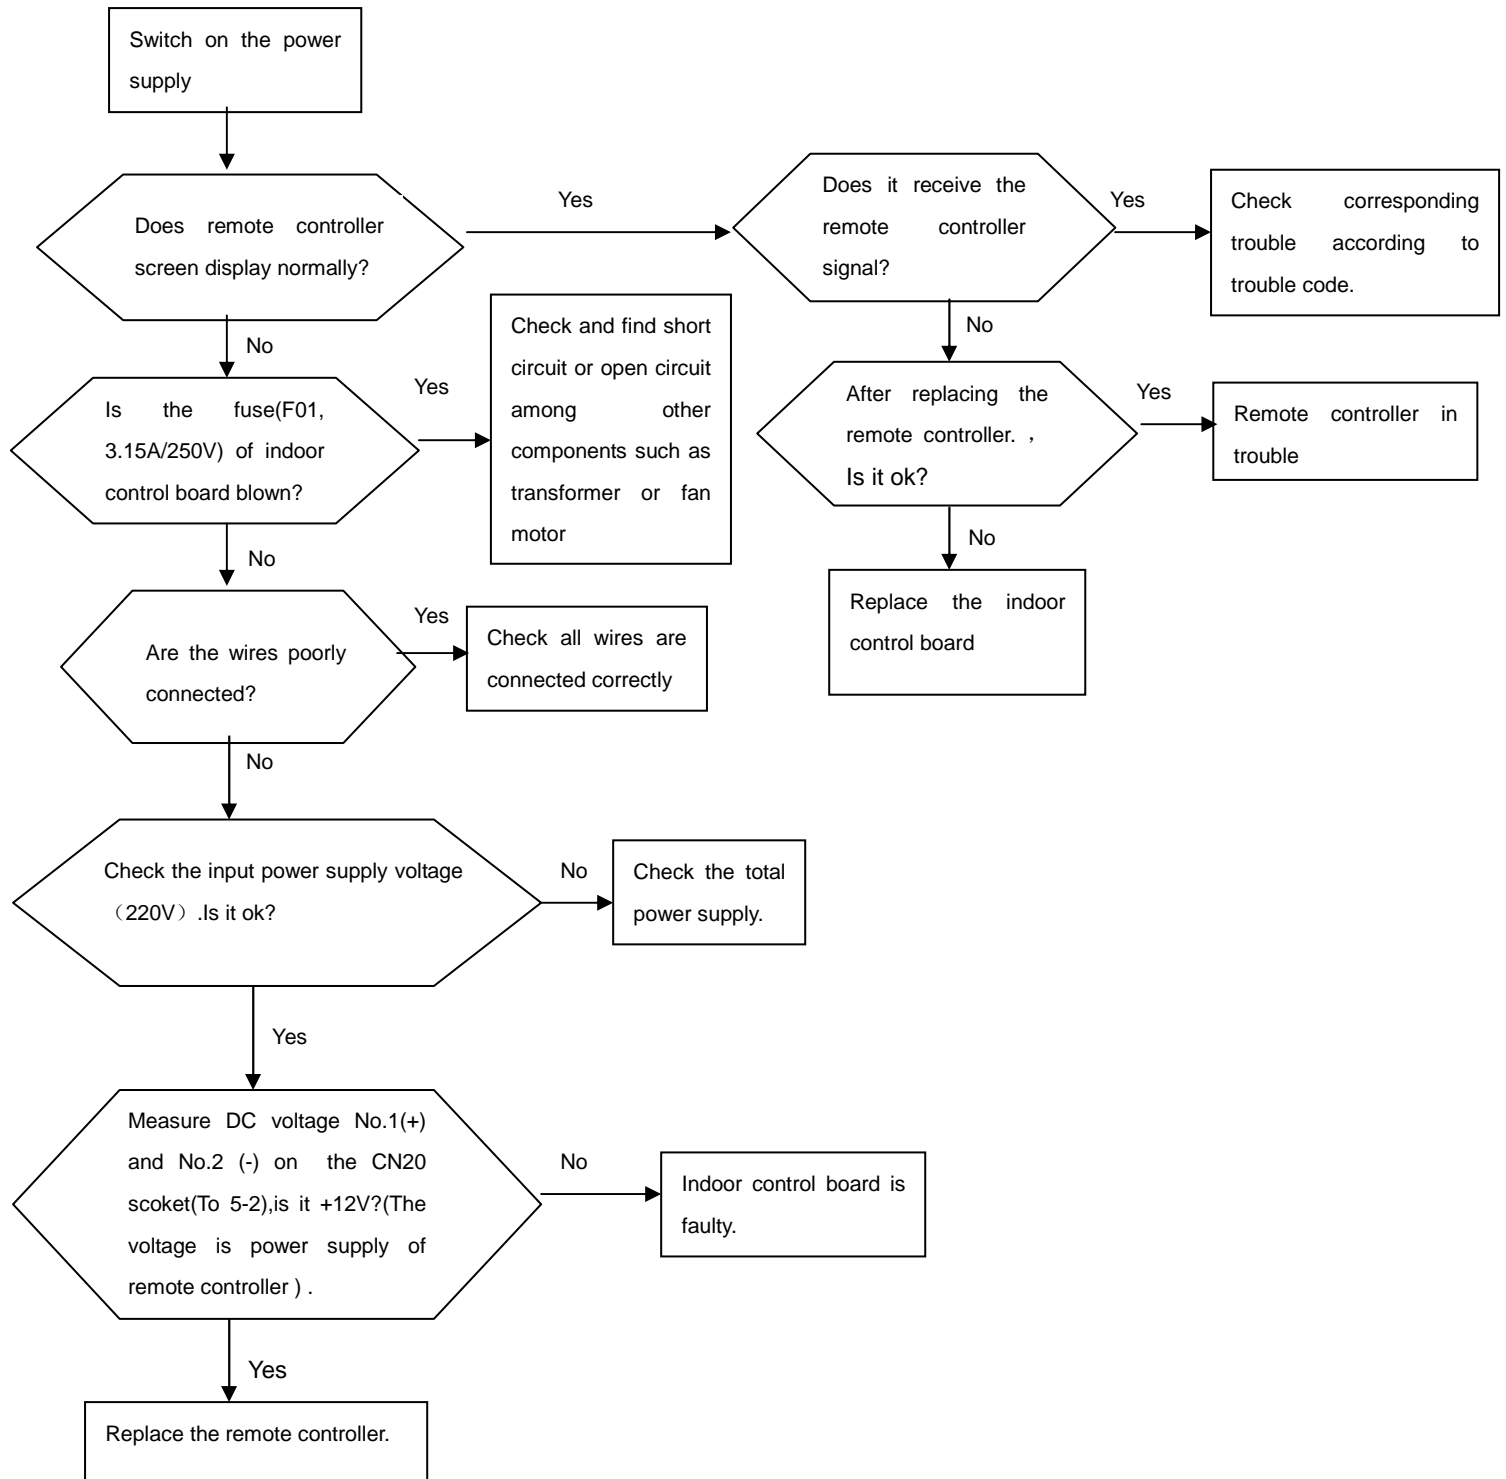 Switch on the power
supply
Does remote controller
screen display normally?
Yes
Does it receive the
remote controller
signal?
Yes
Check corresponding
trouble according to
trouble code.
No
No
Is the fuse(F01,
3.15A/250V) of indoor
control board blown?
Yes
Check and find short
circuit or open circuit
among other
components such as
transformer or fan
motor
After replacing the
remote controller. ，
Is it ok?
Yes
Remote controller in
trouble
No
No
Replace the indoor
control board
Are the wires poorly
connected?
Yes
Check all wires are
connected correctly
No
Check the input power supply voltage
（220V）.Is it ok?
No
Check the total
power supply.
Yes
Measure DC voltage No.1(+)
and No.2 (-) on the CN20
scoket(To 5-2),is it +12V?(The
voltage is power supply of
remote controller ) .
No
Indoor control board is
faulty.
Yes
Replace the remote controller.